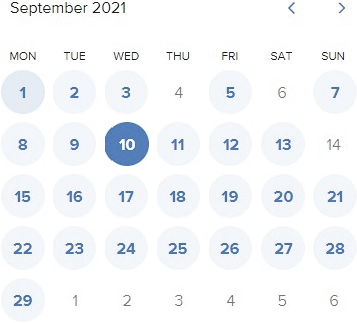 September 2021
MON TUE WED THU FRI SAT SUN
1 2 3 4 5 6 7
8 9 10 11 12 13 14
15 16 17 18 19 20 21
22 23 24 25 26 27 28
29 1 2 3 4 5 6